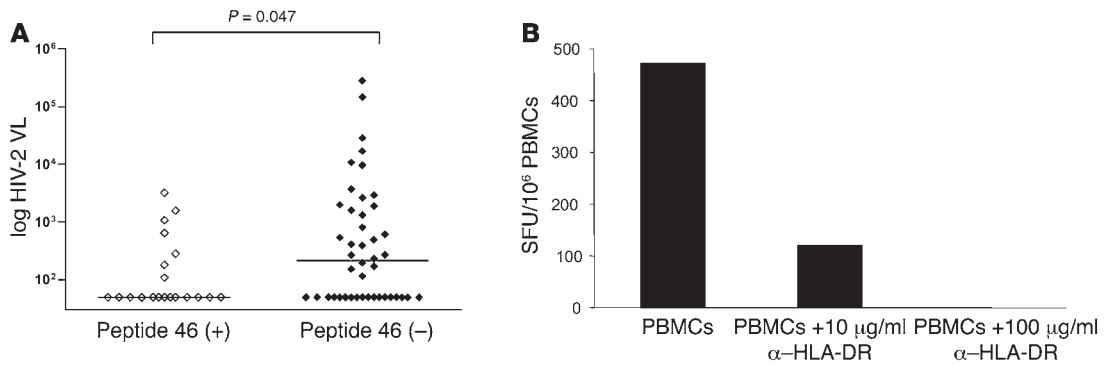 A
P = 0.047
log HIV-2 VL
10⁶
10⁵
10⁴
10³
10²
Peptide 46 (+)
Peptide 46 (–)
B
SFU/10⁶ PBMCs
500
400
300
200
100
0
PBMCs
PBMCs +10 μg/ml
α–HLA-DR
PBMCs +100 μg/ml
α–HLA-DR